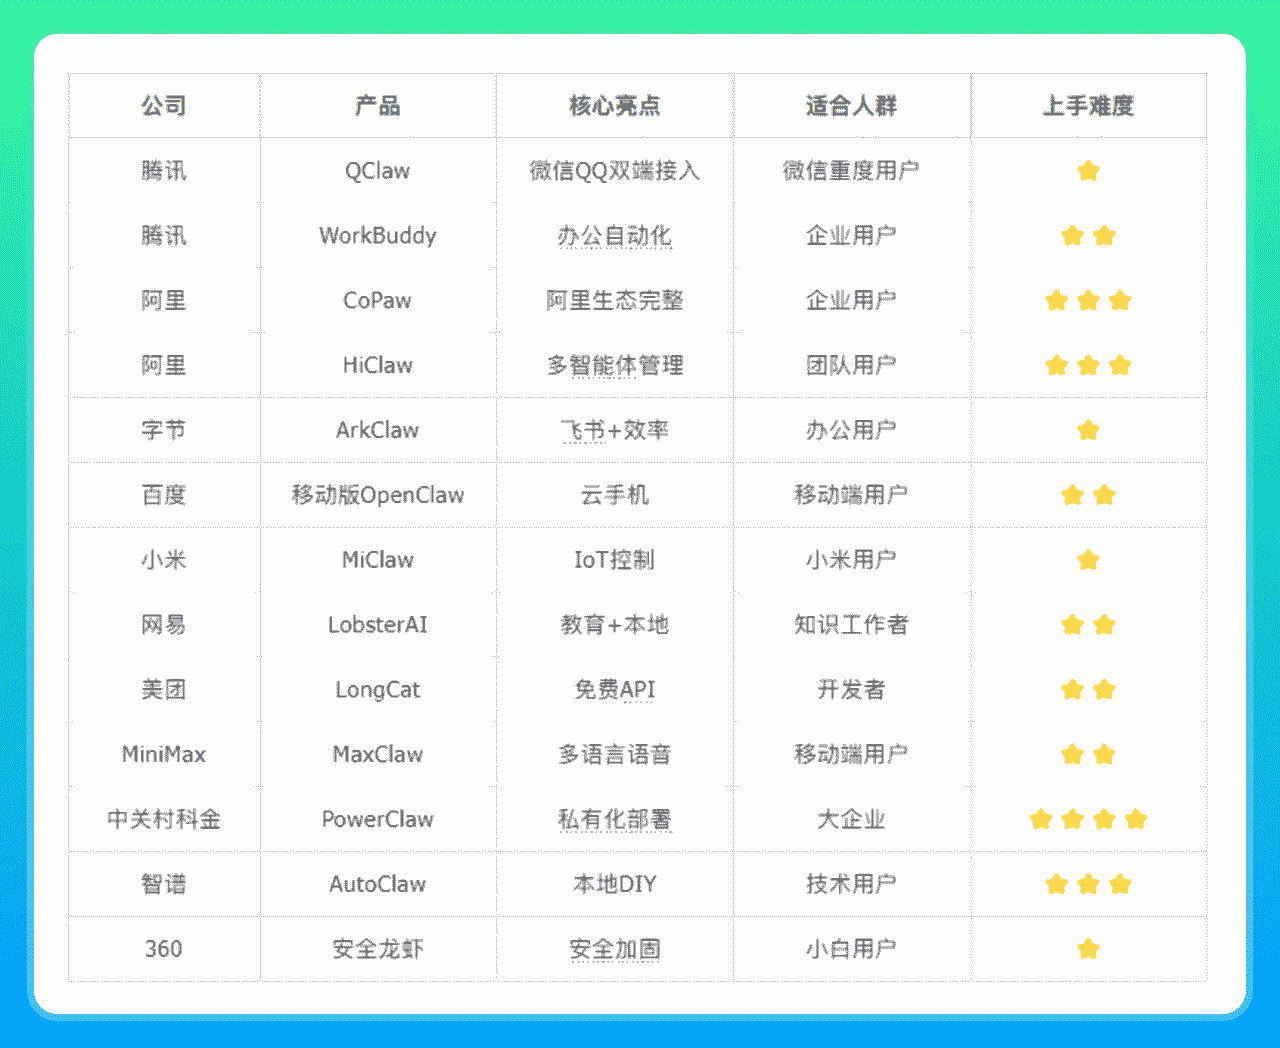 公司 产品 核心亮点 适合人群 上手难度
腾讯 QClaw 微信QQ双端接入 微信重度用户
腾讯 WorkBuddy 办公自动化 企业用户
阿里 CoPaw 阿里生态完整 企业用户
阿里 HiClaw 多智能体管理 团队用户
字节 ArkClaw 飞书+效率 办公用户
百度 移动版OpenClaw 云手机 移动端用户
小米 MiClaw IoT控制 小米用户
网易 LobsterAI 教育+本地 知识工作者
美团 LongCat 免费API 开发者
MiniMax MaxClaw 多语言语音 移动端用户
中关村科金 PowerClaw 私有化部署 大企业
智谱 AutoClaw 本地DIY 技术用户
360 安全龙虾 安全加固 小白用户